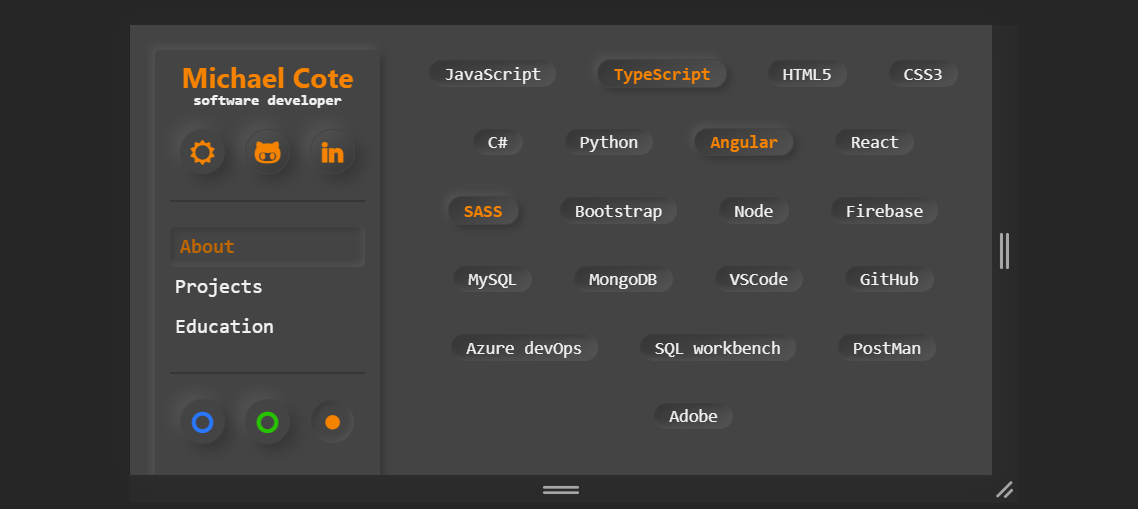 Michael Cote
software developer
About
Projects
Education
JavaScript TypeScript HTML5 CSS3
C# Python Angular React
SASS Bootstrap Node Firebase
MySQL MongoDB VSCode GitHub
Azure devOps SQL workbench PostMan
Adobe